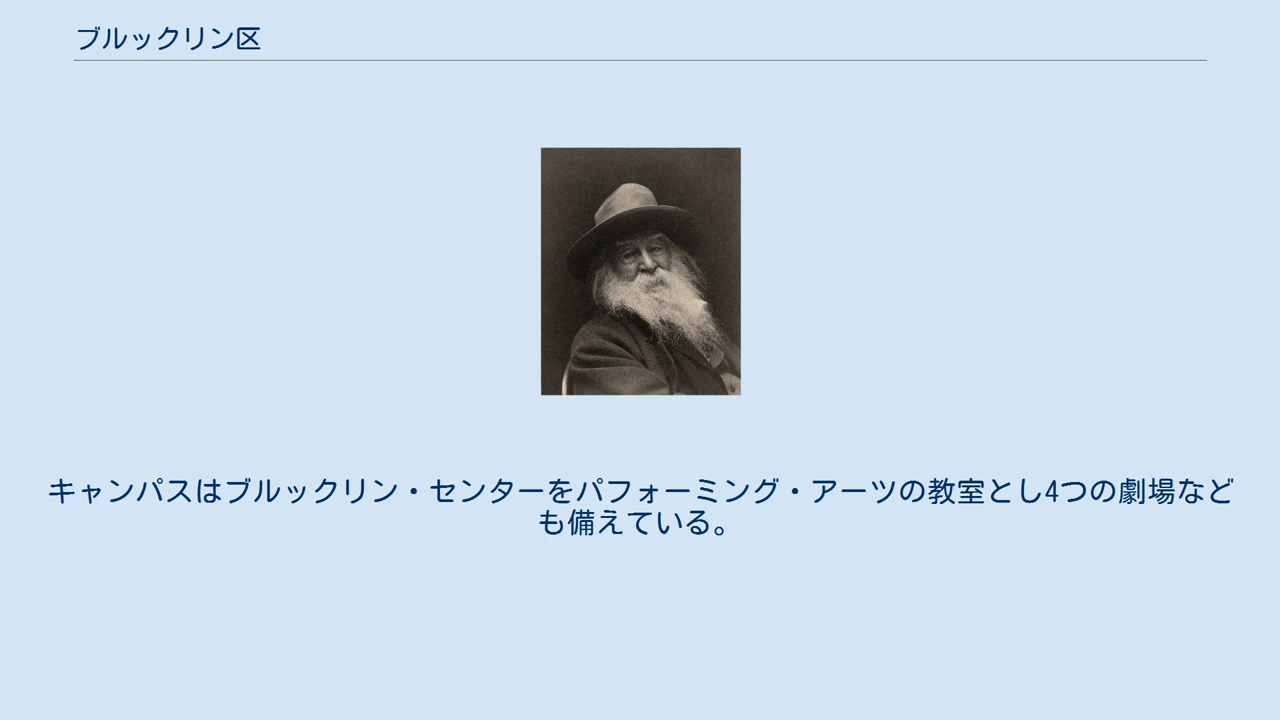 ブルックリン区
キャンパスはブルックリン・センターをパフォーミング・アーツの教室とし4つの劇場など
も備えている。